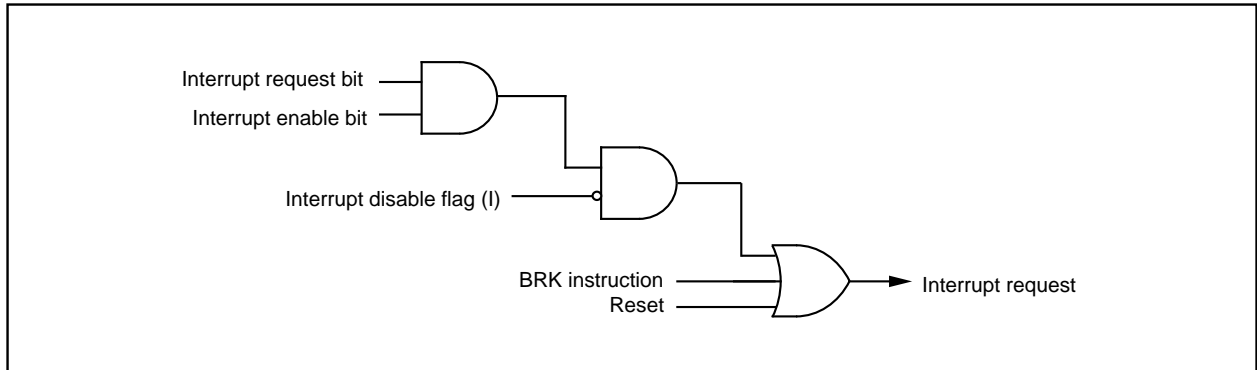 Interrupt request bit
Interrupt enable bit
Interrupt disable flag (I)
BRK instruction
Reset
Interrupt request